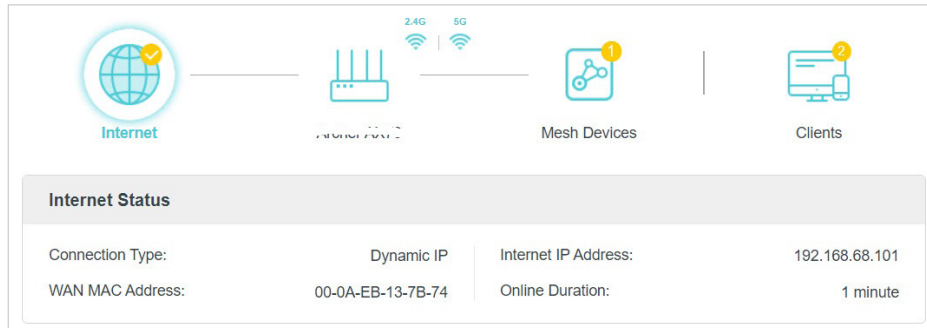 2.4G 5G
1
2
Internet
Mesh Devices
Clients
Internet Status
Connection Type: Dynamic IP
Internet IP Address: 192.168.68.101
WAN MAC Address: 00-0A-EB-13-7B-74
Online Duration: 1 minute